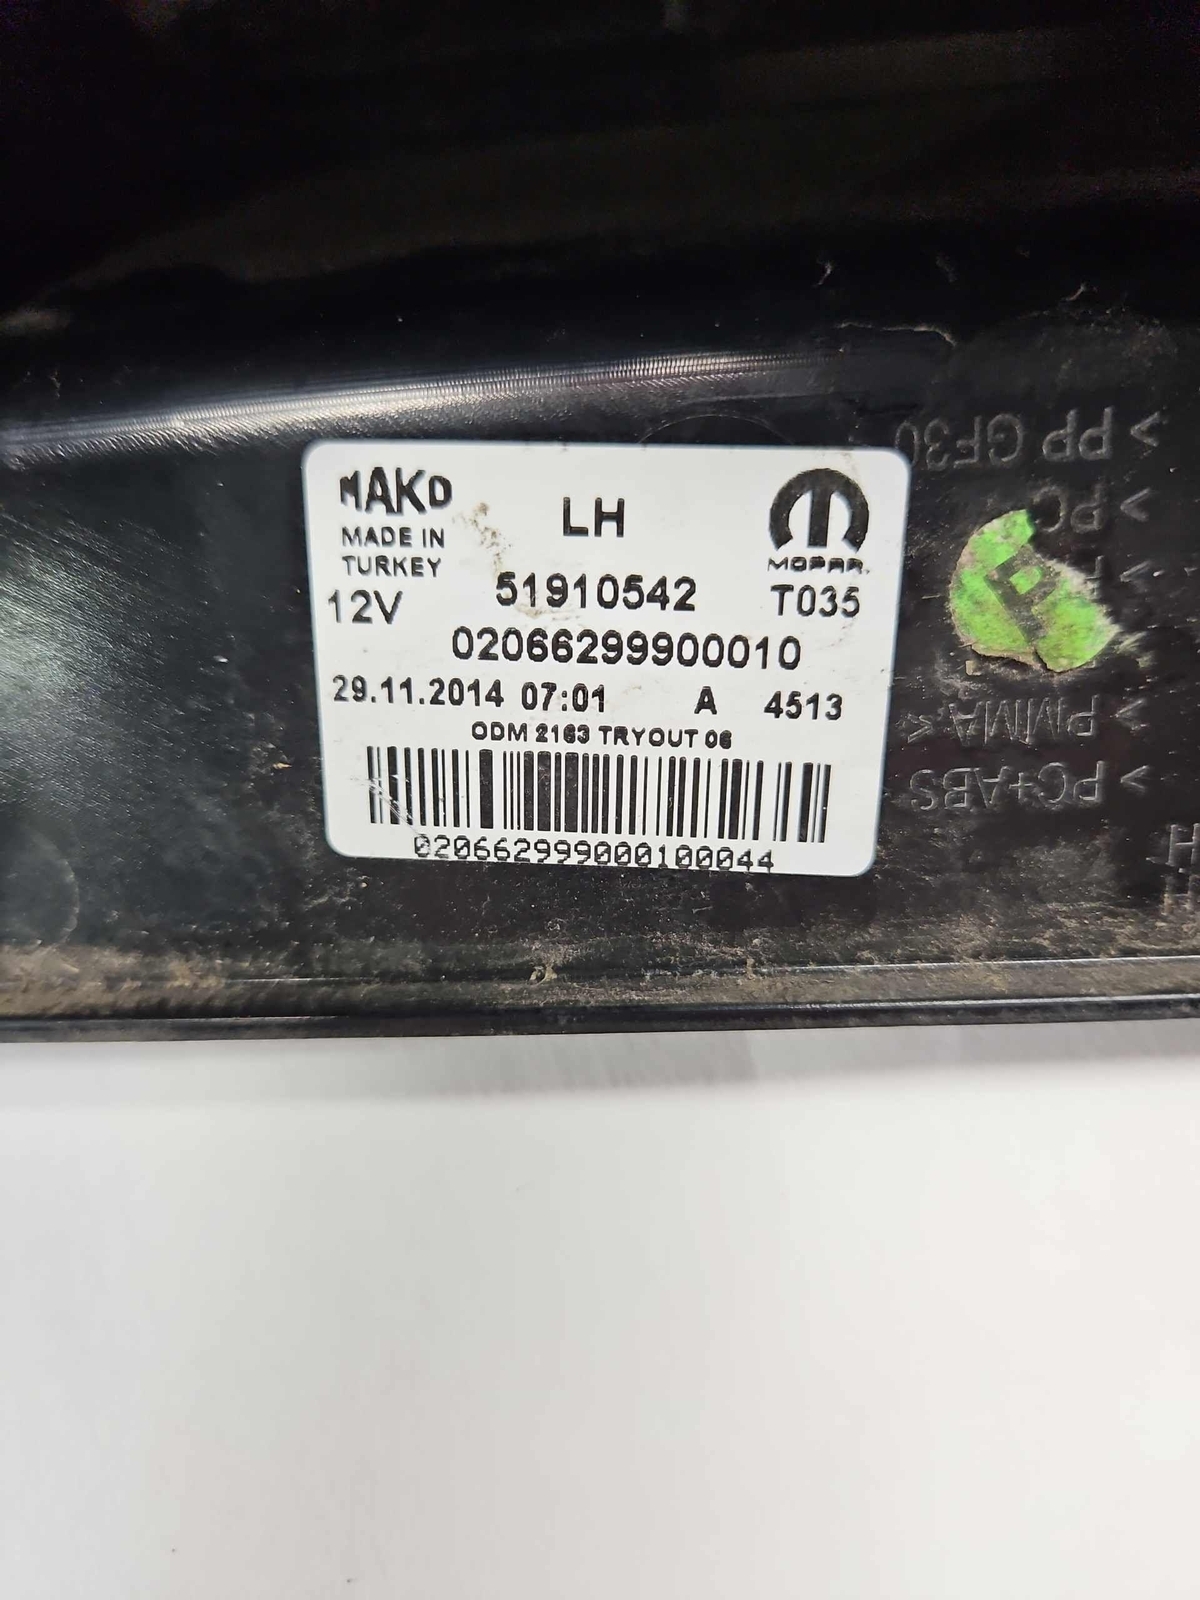 MAKO
MADE IN
TURKEY
12V
LH
MOPAR.
51910542
T035
02066299900010
29.11.2014 07:01 A 4513
ODM 2163 TRYOUT 06
020662999000100044
> PP GF30
> PC
> PMMA <
> PC+ABS